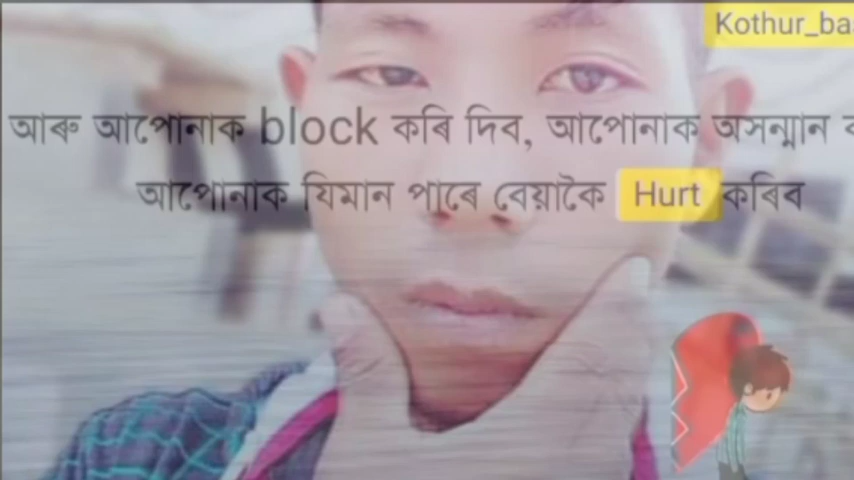 Kothur_ba
আৰু আপোনাক block কৰি দিব, আপোনাক অসন্মান
আপোনাক যিমান পাৰে বেয়াকৈ Hurt কৰিব